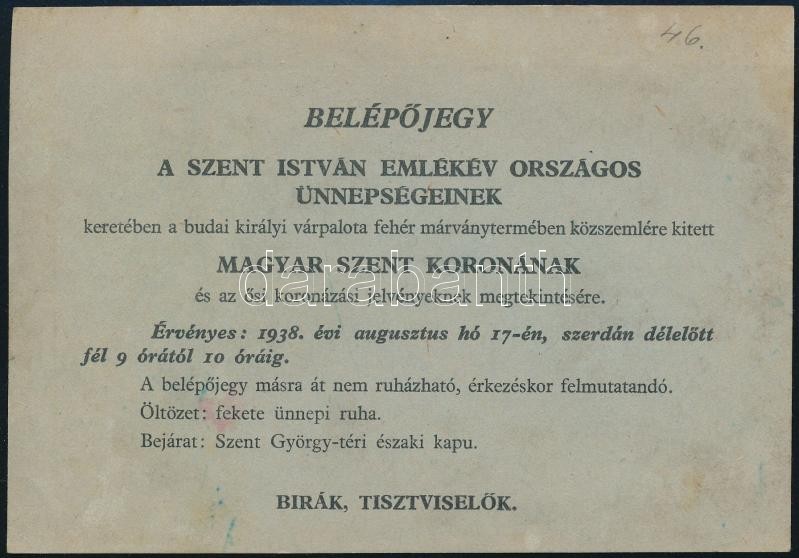 46.
BELÉPŐJEGY
A SZENT ISTVÁN EMLÉKÉV ORSZÁGOS
ÜNNEPSÉGEINEK
keretében a budai királyi várpalota fehér márványtermében közszemlére kitett
MAGYAR SZENT KORONÁNAK
és az ősi koronázási jelvényeknek megtekintésére.
darabanth
Érvényes: 1938. évi augusztus hó 17-én, szerdán délelőtt
fél 9 órától 10 óráig.
A belépőjegy másra át nem ruházható, érkezéskor felmutatandó.
Öltözet: fekete ünnepi ruha.
Bejárat: Szent György-téri északi kapu.
BIRÁK, TISZTVISELŐK.